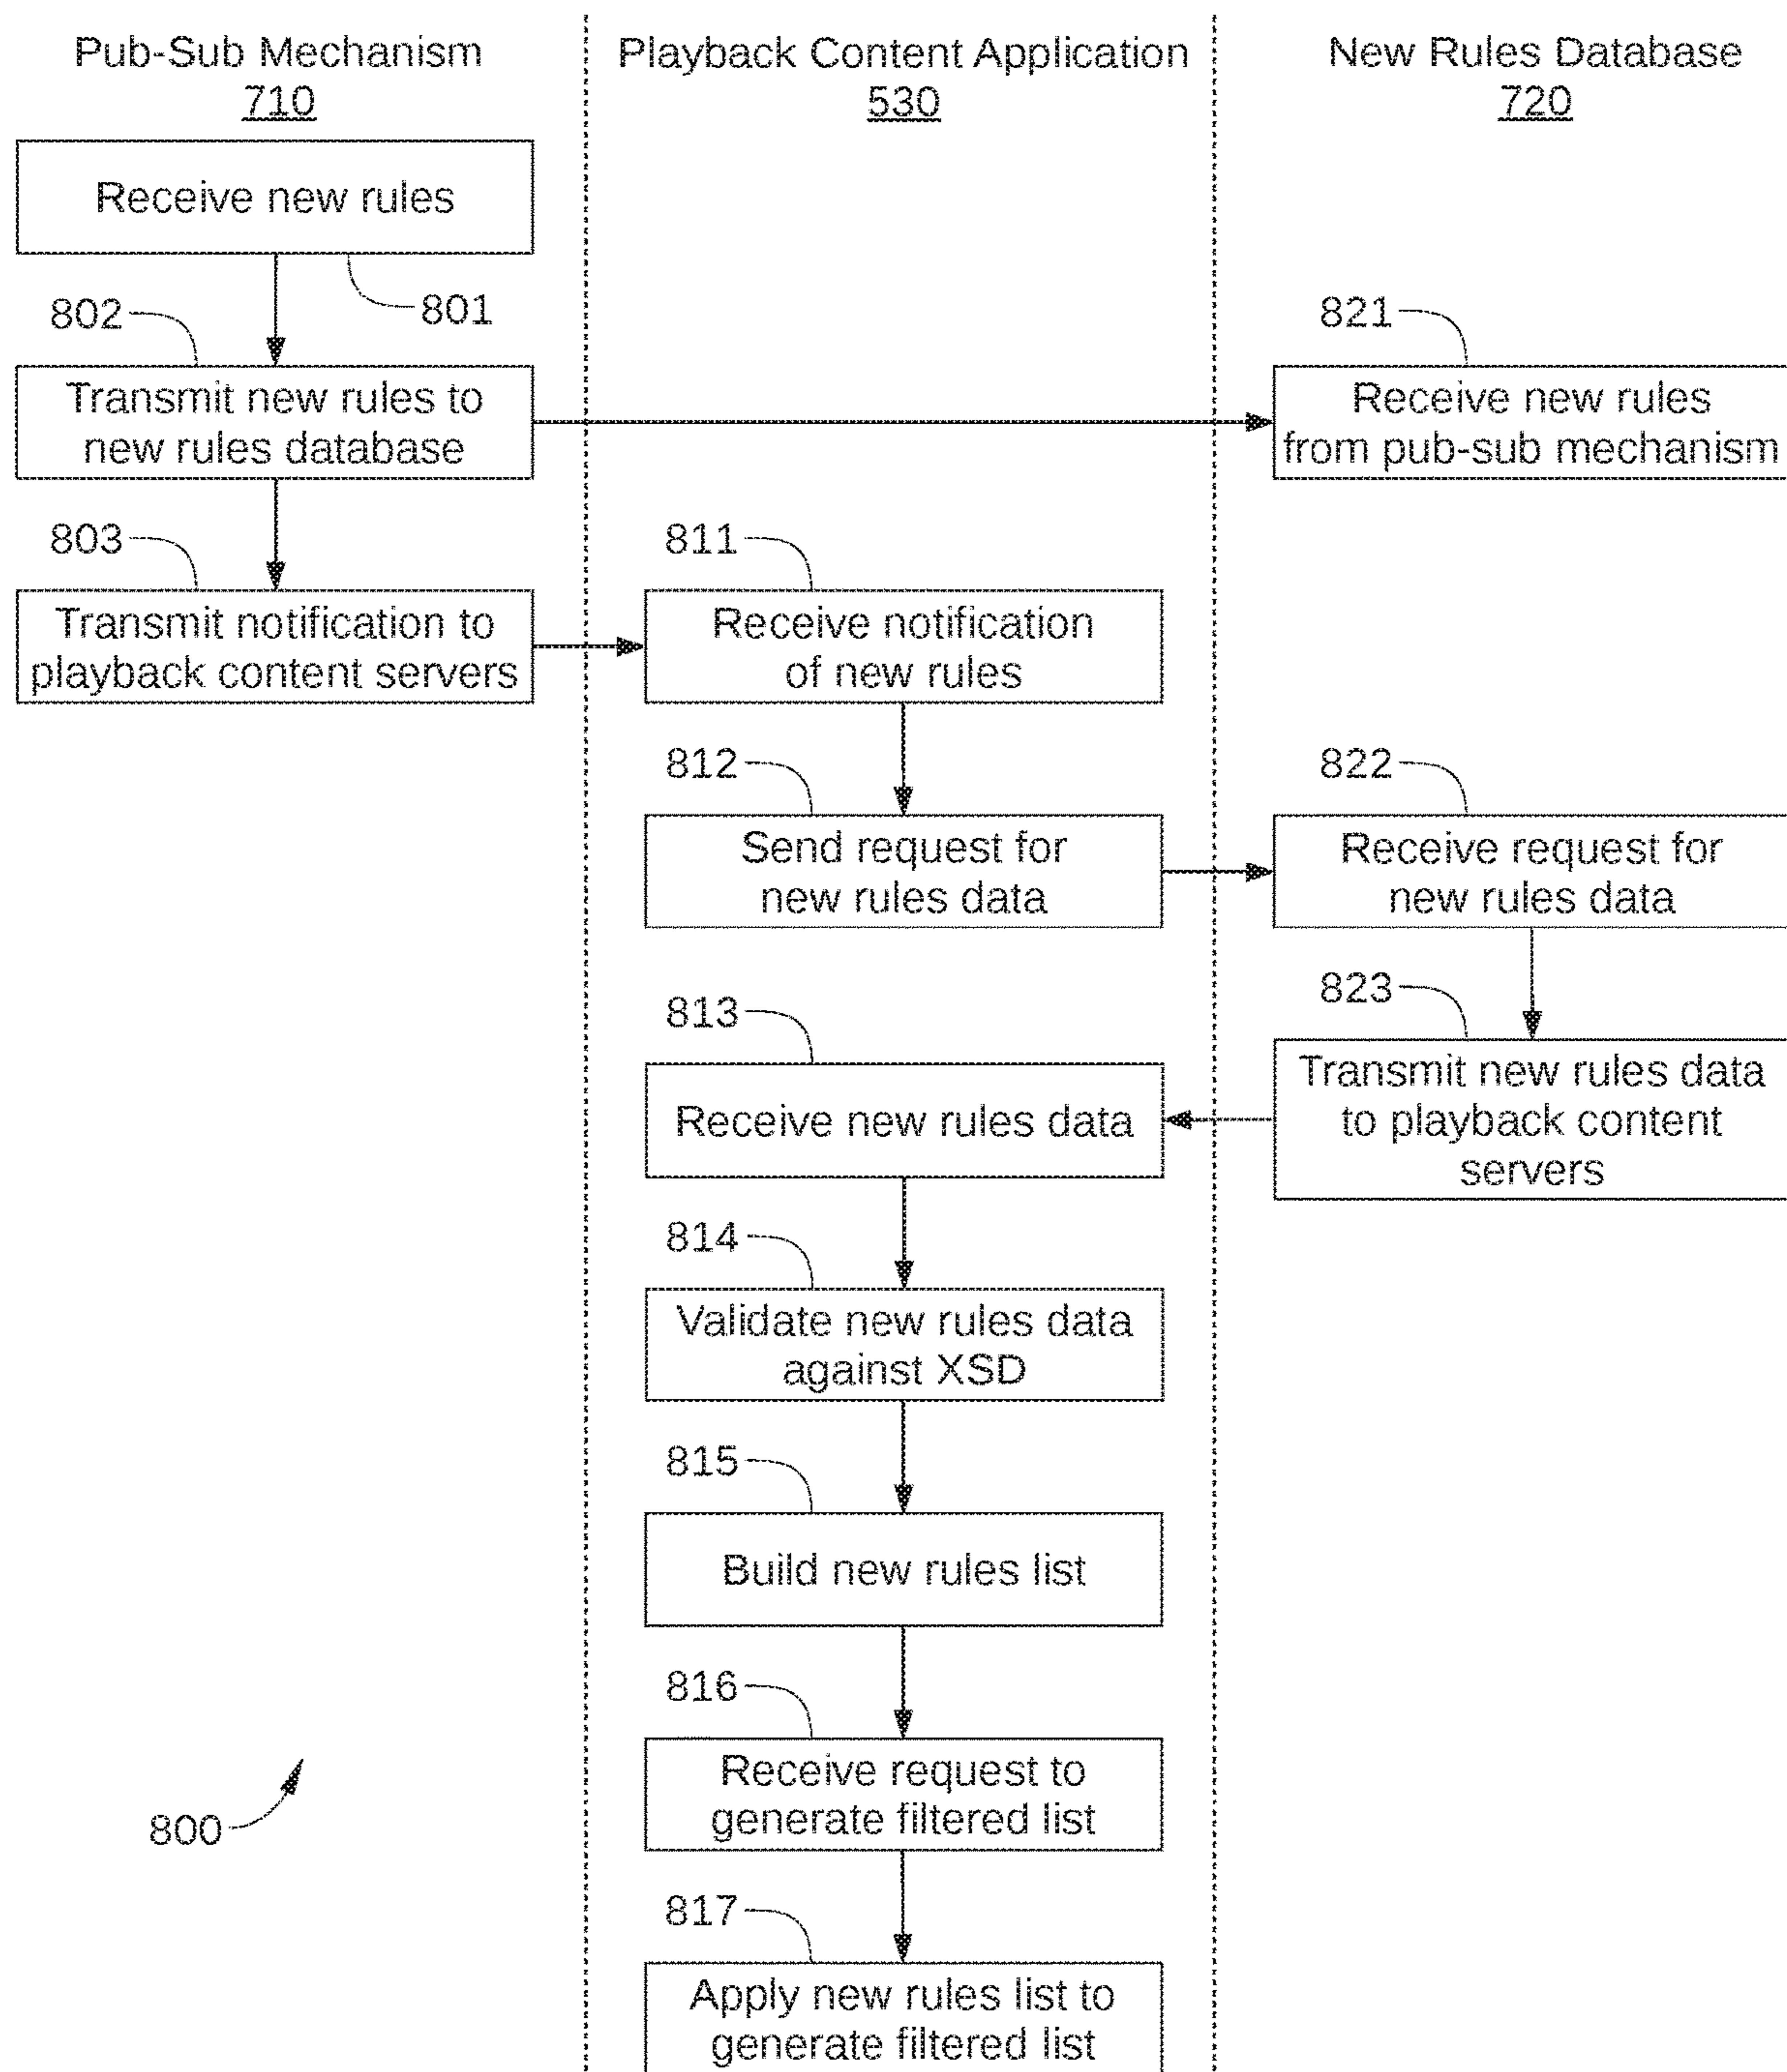 Pub-Sub Mechanism
710
Playback Content Application
530
New Rules Database
720
Receive new rules
801
802
Transmit new rules to
new rules database
821
Receive new rules
from pub-sub mechanism
803
Transmit notification to
playback content servers
811
Receive notification
of new rules
812
Send request for
new rules data
822
Receive request for
new rules data
823
Transmit new rules data
to playback content
servers
813
Receive new rules data
814
Validate new rules data
against XSD
815
Build new rules list
816
Receive request to
generate filtered list
800
817
Apply new rules list to
generate filtered list